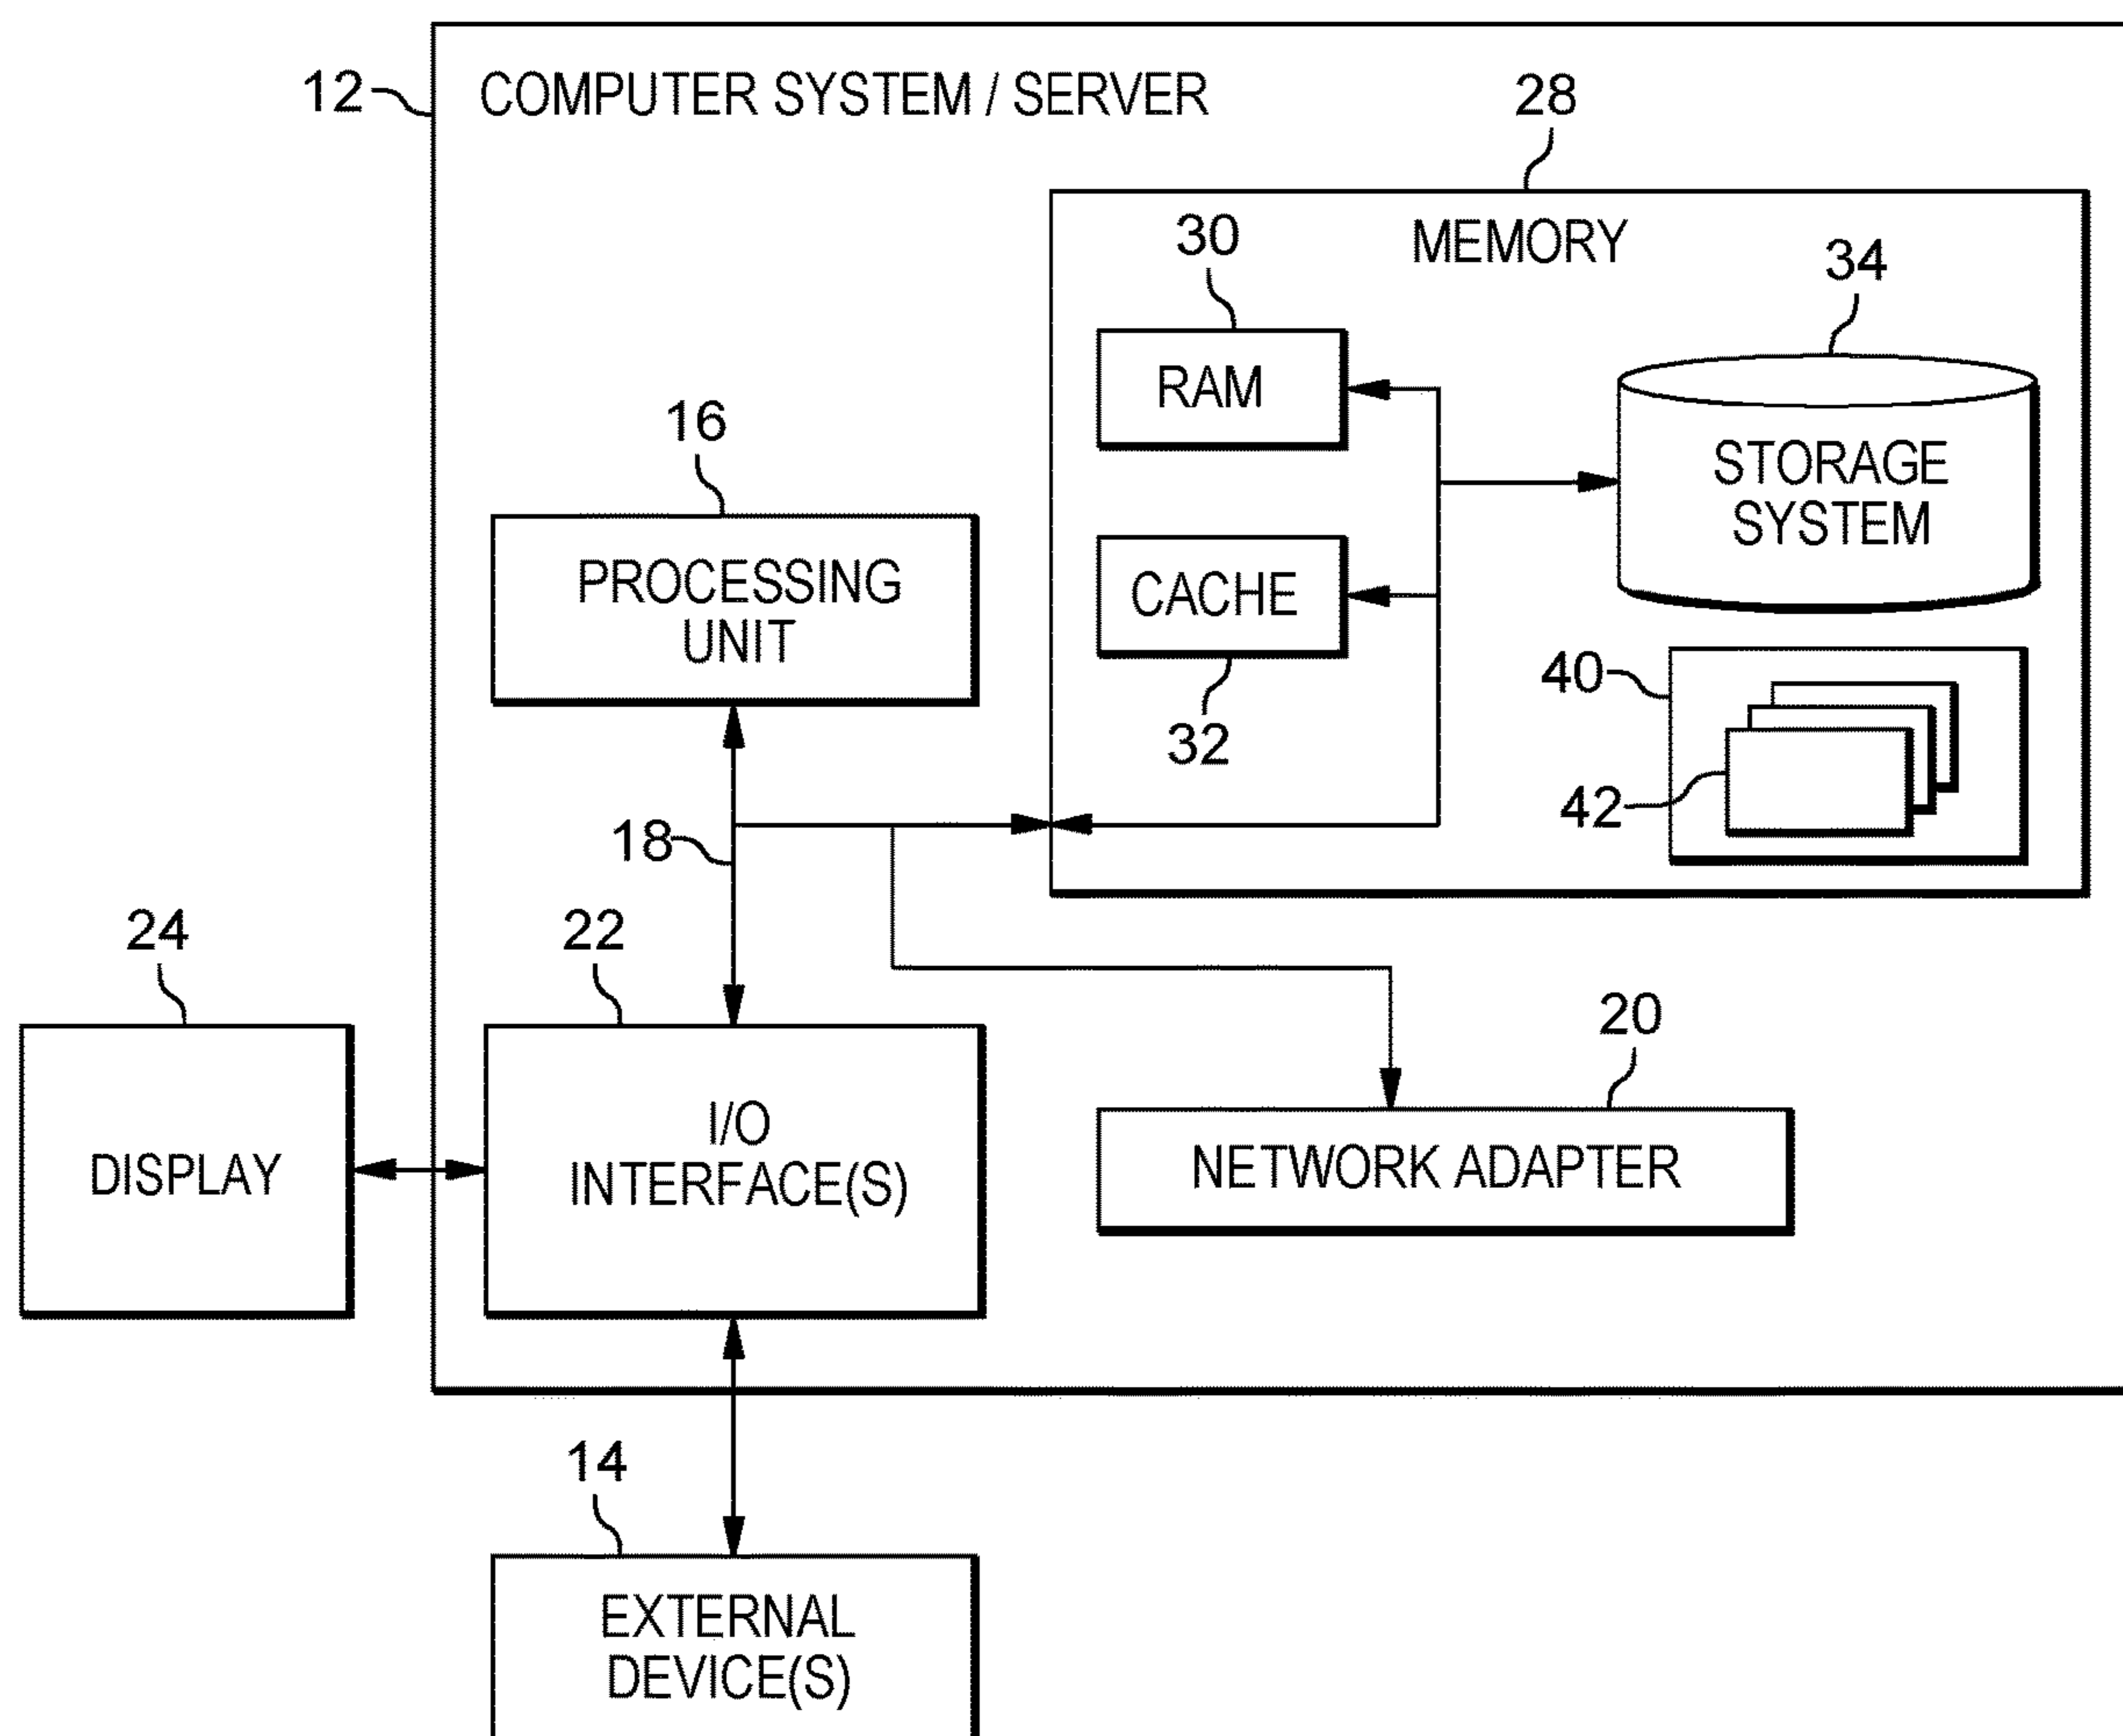 12
COMPUTER SYSTEM / SERVER
28
MEMORY
30
34
RAM
STORAGE
SYSTEM
16
PROCESSING
UNIT
CACHE
32
40
42
18
24
22
20
DISPLAY
I/O
INTERFACE(S)
NETWORK ADAPTER
14
EXTERNAL
DEVICE(S)